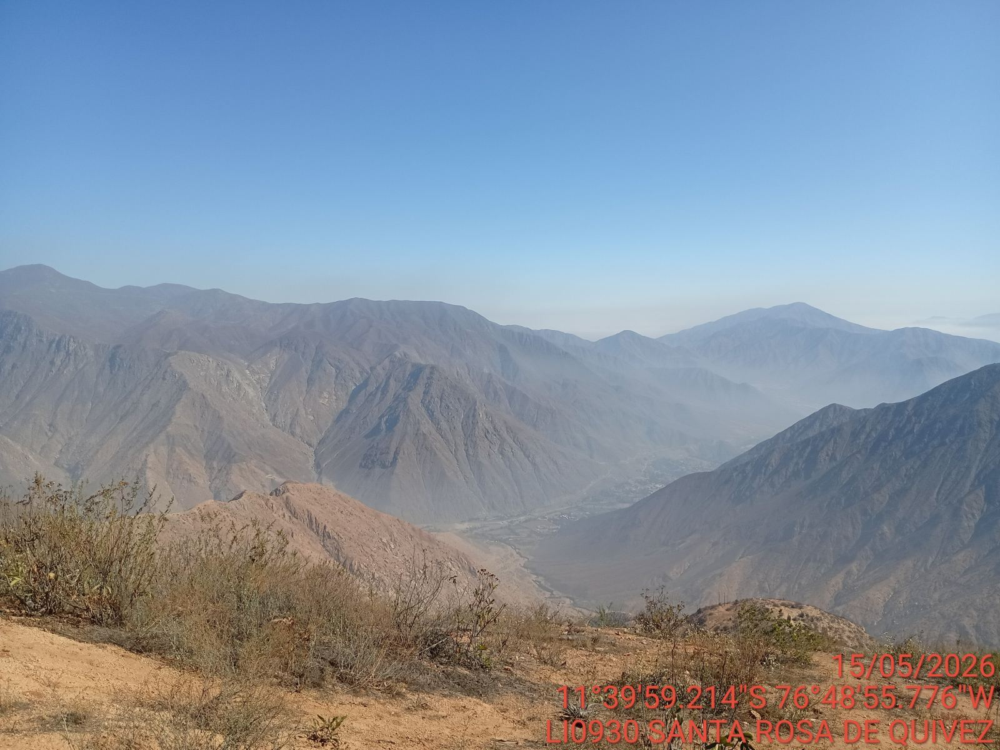 15/05/2026
11°39'59.214"S 76°48'55.776"W
LI0930 SANTA ROSA DE QUIVEZ